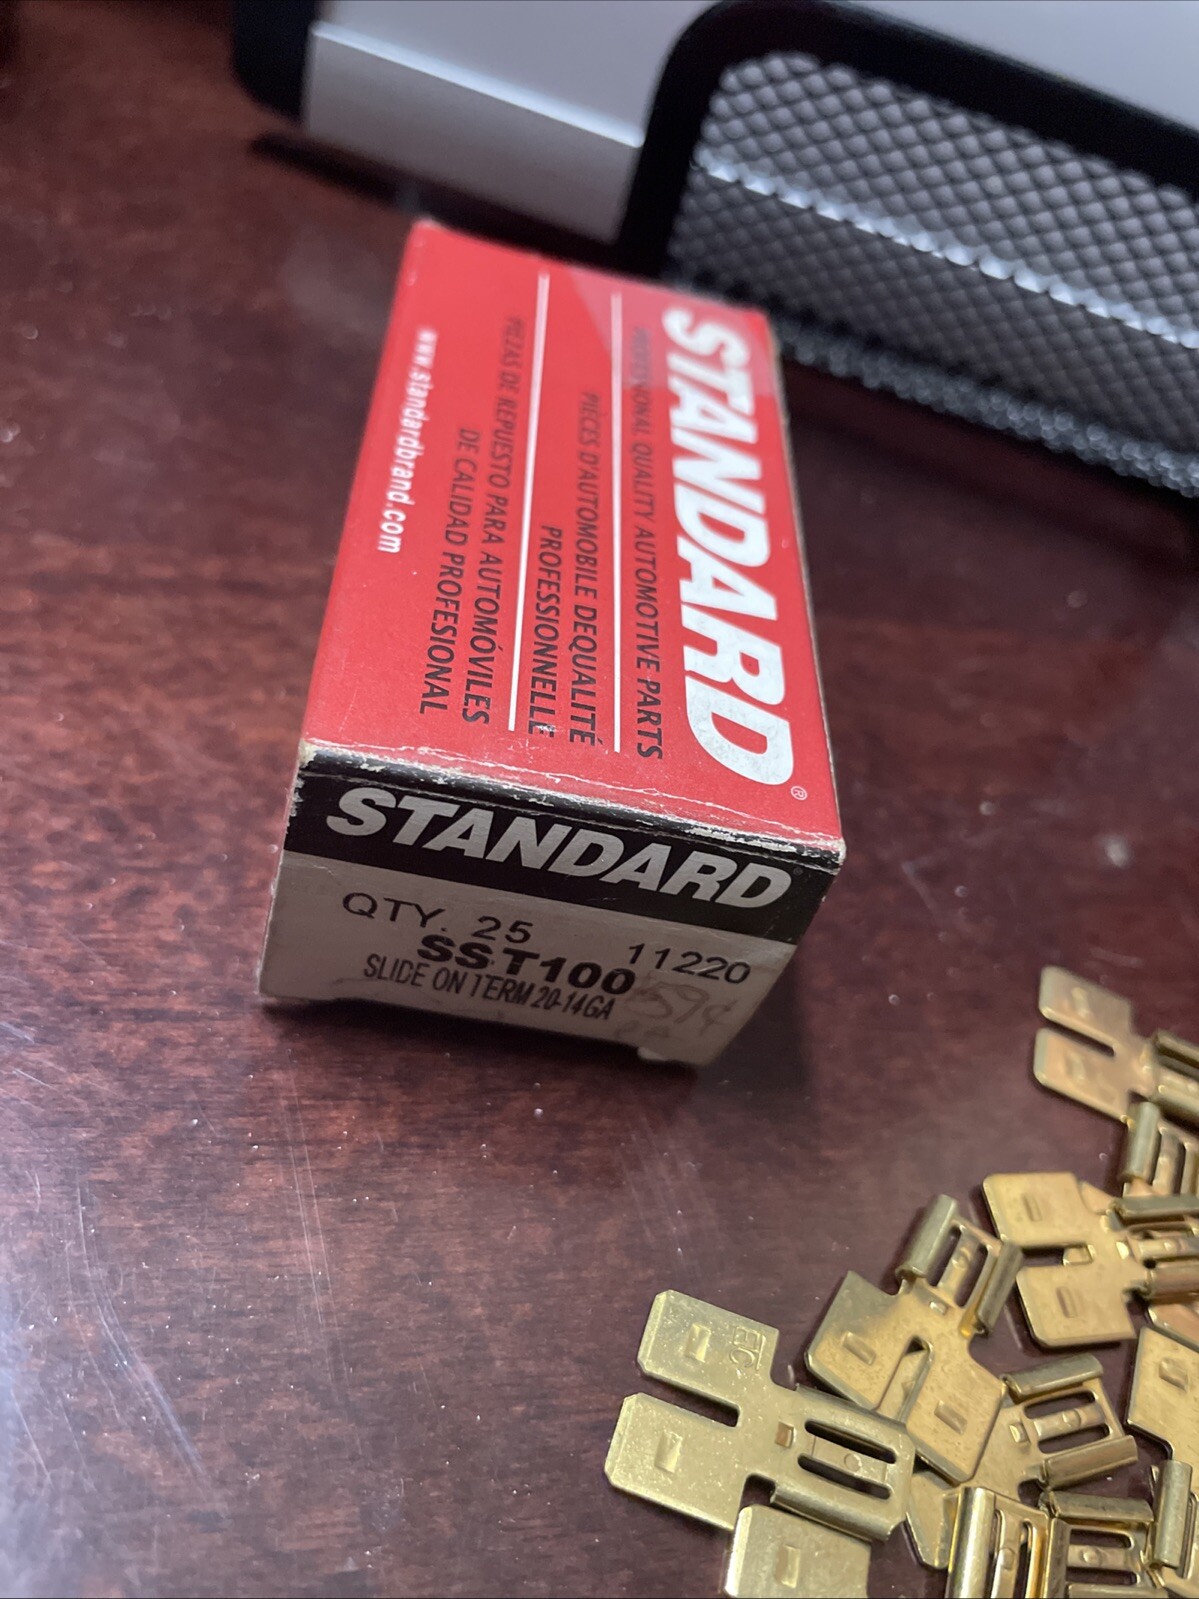 STANDARD®
PROFESSIONAL QUALITY AUTOMOTIVE PARTS
PIÈCES D'AUTOMOBILE DEQUALITÉ
PROFESSIONNELLE
PIEZAS DE REPUESTO PARA AUTOMÓVILES
DE CALIDAD PROFESIONAL
www.standardbrand.com
STANDARD
QTY. 25 11220
SST100
SLIDE ON TERM 20-14GA
59¢